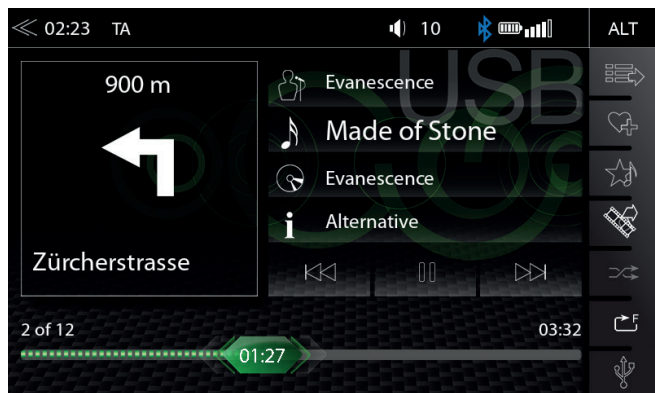 02:23 TA 10 ALT
USB
900 m
Zürcherstrasse
Evanescence
Made of Stone
Evanescence
i Alternative
2 of 12
03:32
01:27
F